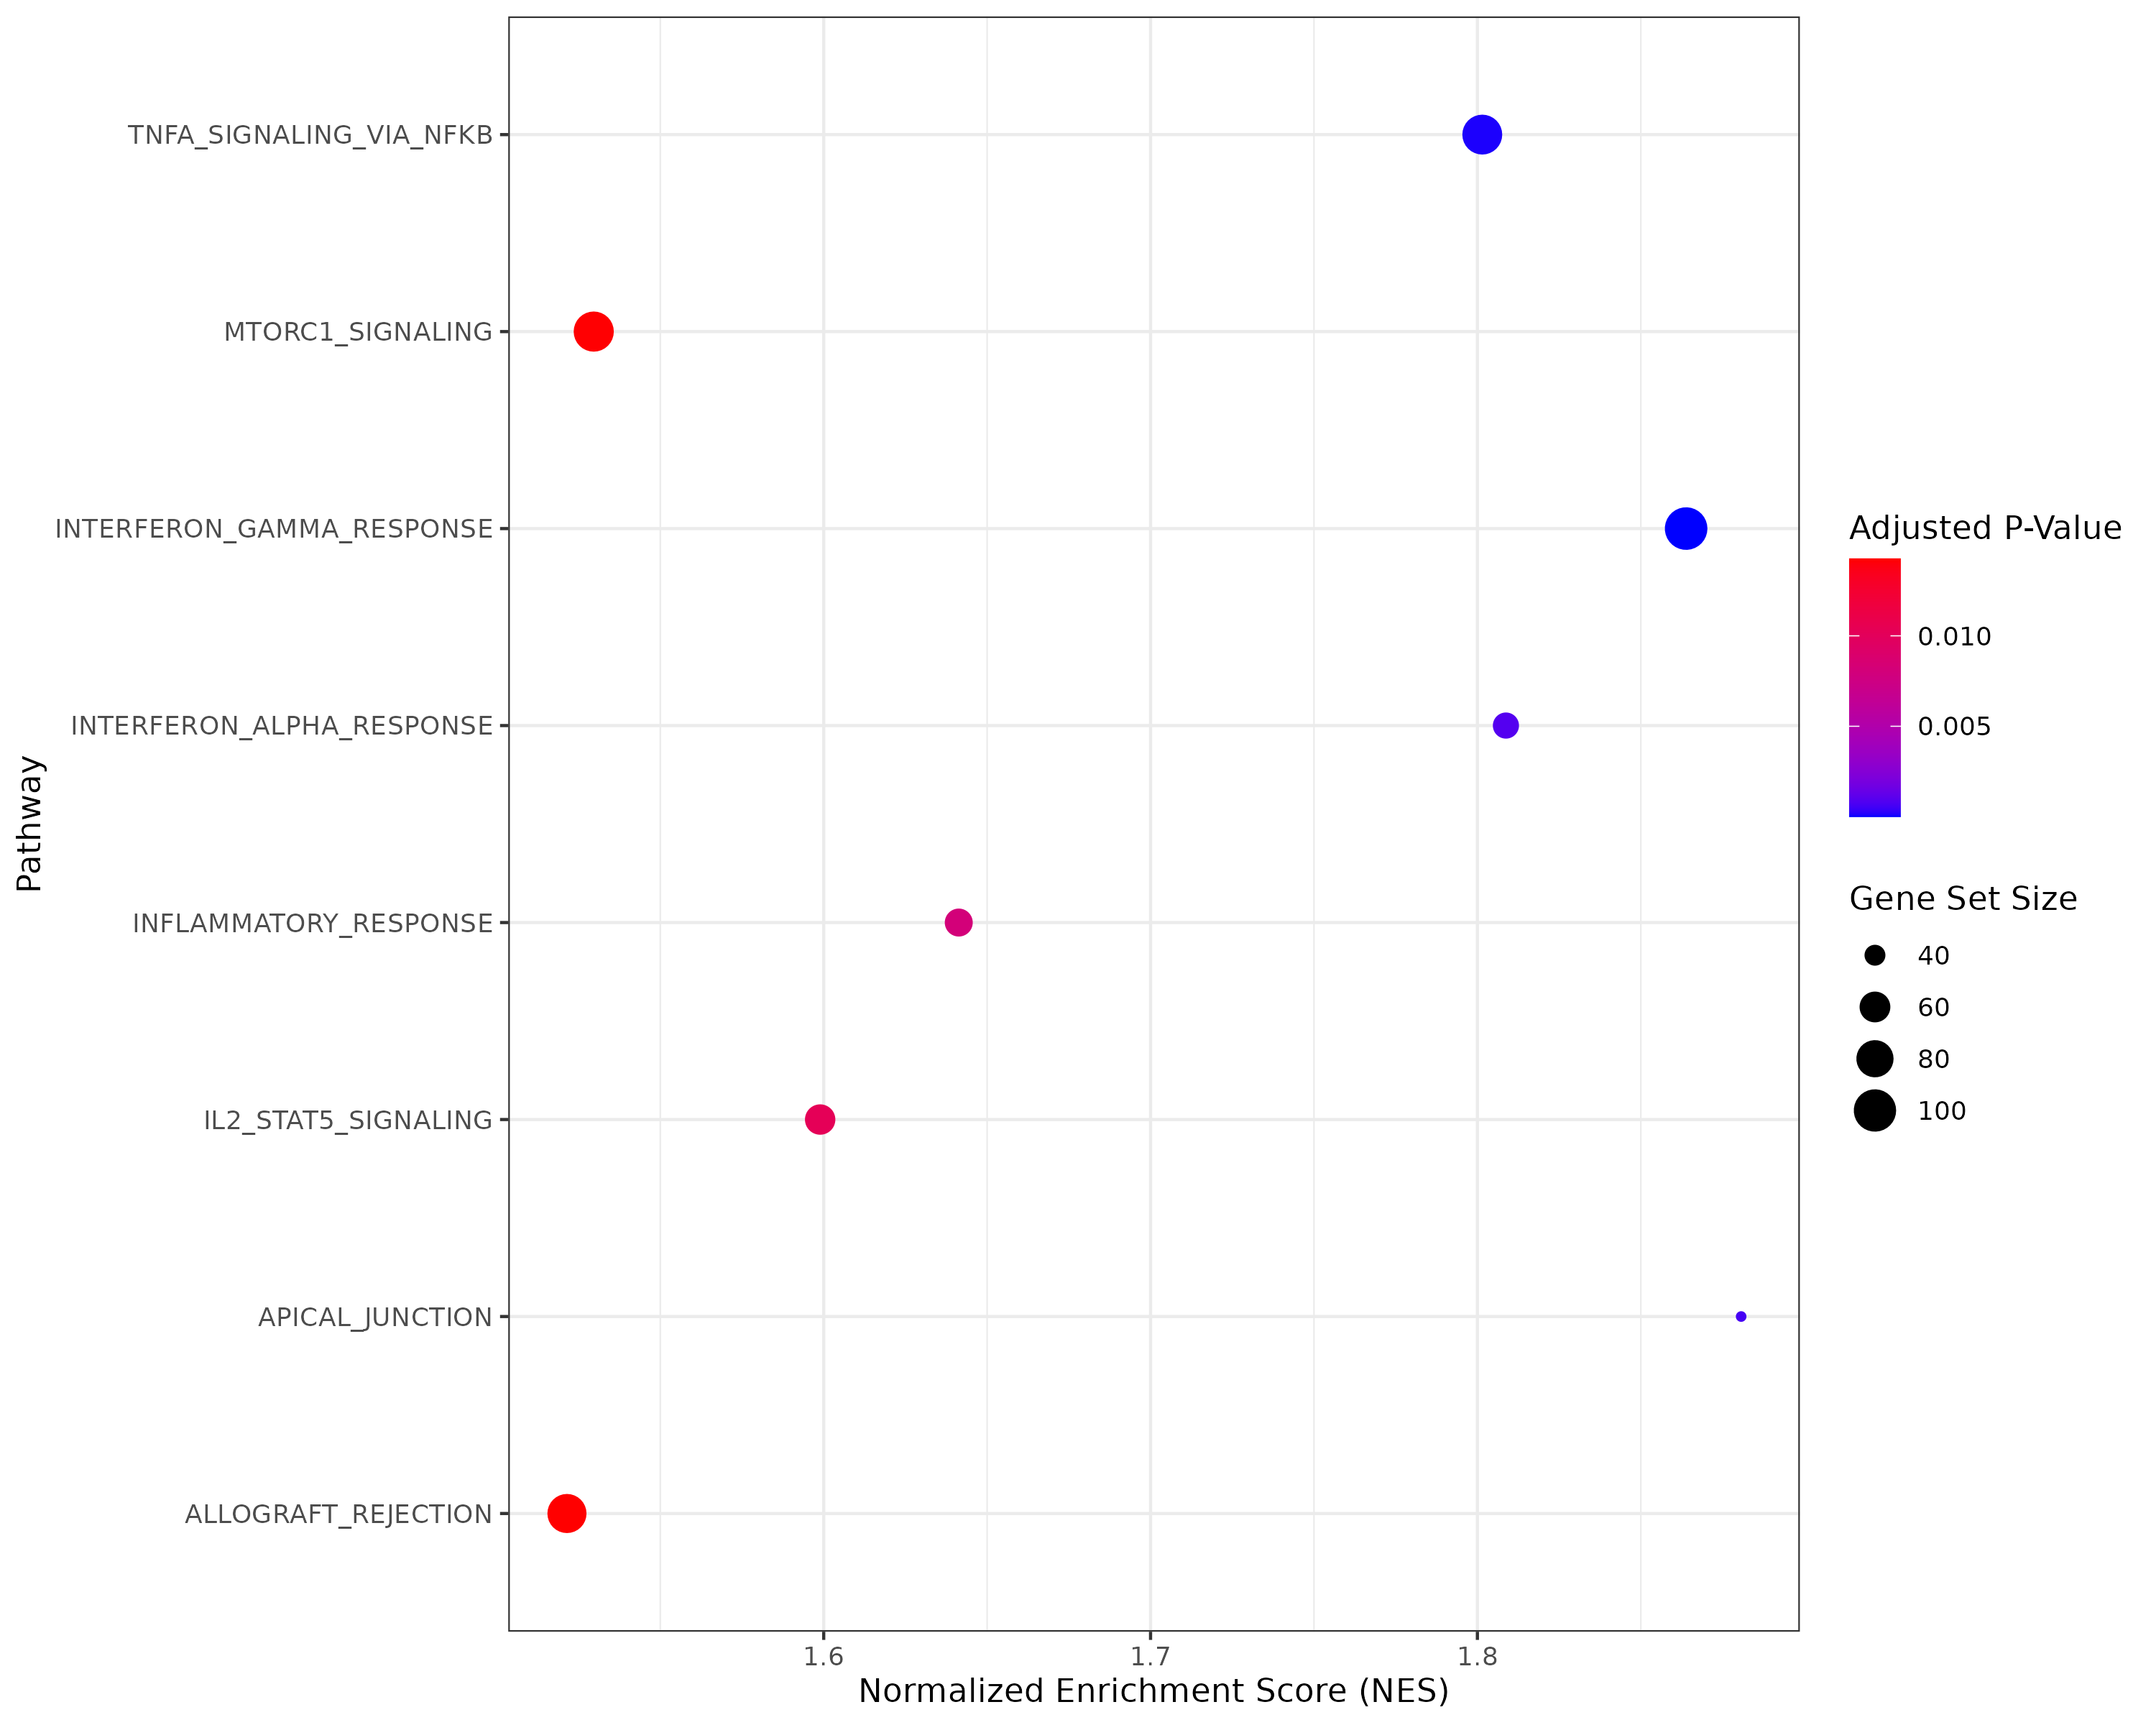 TNFA_SIGNALING_VIA_NFKB
MTORC1_SIGNALING
INTERFERON_GAMMA_RESPONSE
INTERFERON_ALPHA_RESPONSE
INFLAMMATORY_RESPONSE
IL2_STAT5_SIGNALING
APICAL_JUNCTION
ALLOGRAFT_REJECTION
Pathway
1.6
1.7
1.8
Normalized Enrichment Score (NES)
Adjusted P-Value
0.010
0.005
Gene Set Size
40
60
80
100